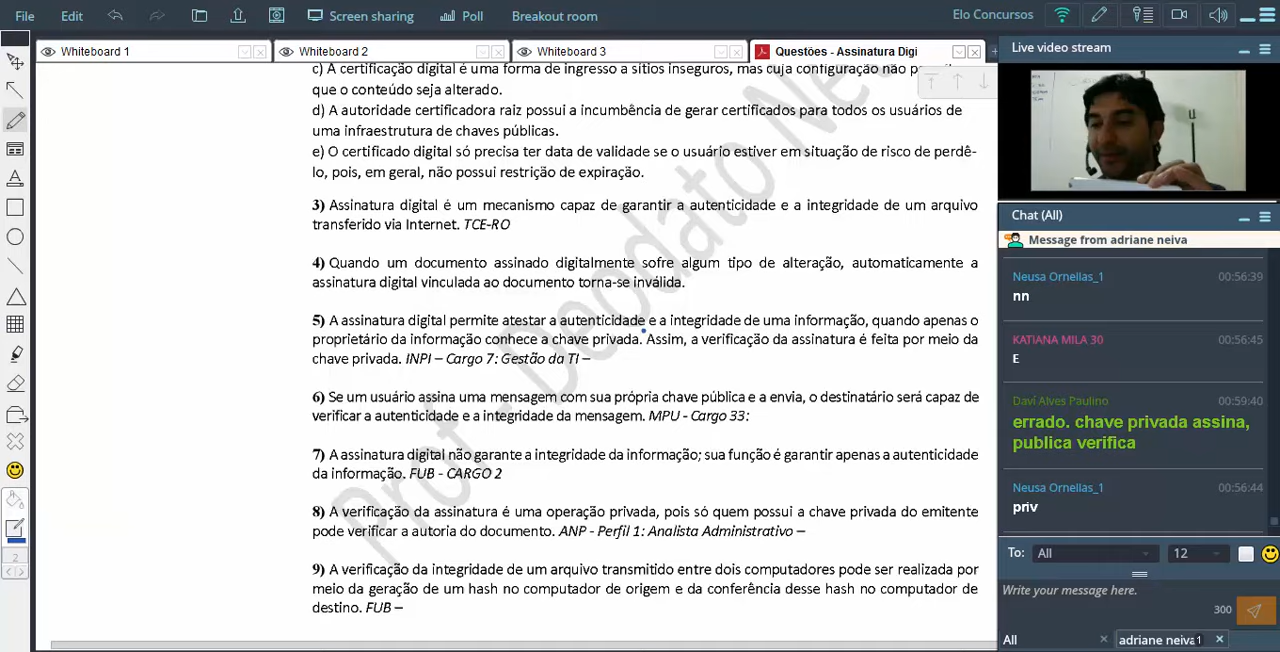 File Edit Screen sharing Poll Breakout room Elo Concursos
Whiteboard 1 Whiteboard 2 Whiteboard 3 Questões - Assinatura Digi
c) A certificação digital é uma forma de ingresso a sítios inseguros, mas cuja configuração não
que o conteúdo seja alterado.
d) A autoridade certificadora raiz possui a incumbência de gerar certificados para todos os usuários de
uma infraestrutura de chaves públicas.
e) O certificado digital só precisa ter data de validade se o usuário estiver em situação de risco de perdê-
lo, pois, em geral, não possui restrição de expiração.
3) Assinatura digital é um mecanismo capaz de garantir a autenticidade e a integridade de um arquivo
transferido via Internet. TCE-RO
4) Quando um documento assinado digitalmente sofre algum tipo de alteração, automaticamente a
assinatura digital vinculada ao documento torna-se inválida.
5) A assinatura digital permite atestar a autenticidade e a integridade de uma informação, quando apenas o
proprietário da informação conhece a chave privada. Assim, a verificação da assinatura é feita por meio da
chave privada. INPI – Cargo 7: Gestão da TI –
6) Se um usuário assina uma mensagem com sua própria chave pública e a envia, o destinatário será capaz de
verificar a autenticidade e a integridade da mensagem. MPU - Cargo 33:
7) A assinatura digital não garante a integridade da informação; sua função é garantir apenas a autenticidade
da informação. FUB - CARGO 2
8) A verificação da assinatura é uma operação privada, pois só quem possui a chave privada do emitente
pode verificar a autoria do documento. ANP - Perfil 1: Analista Administrativo –
9) A verificação da integridade de um arquivo transmitido entre dois computadores pode ser realizada por
meio da geração de um hash no computador de origem e da conferência desse hash no computador de
destino. FUB –
Prof - Deodato Ne
2
Live video stream
Chat (All)
Message from adriane neiva
Neusa Ornellas_1 00:56:39
nn
KATIANA MILA 30 00:56:45
E
Daví Alves Paulino 00:59:40
errado. chave privada assina,
publica verifica
Neusa Ornellas_1 00:56:44
priv
To: All 12
Write your message here.
300
All adriane neiva 1